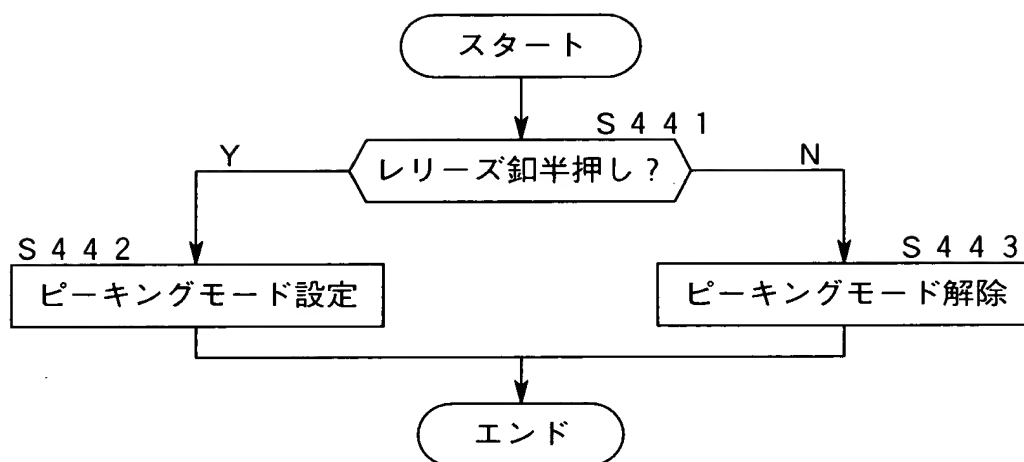 スタート
S441
レリーズ釦半押し?
Y
N
S442
ピーキングモード設定
S443
ピーキングモード解除
エンド